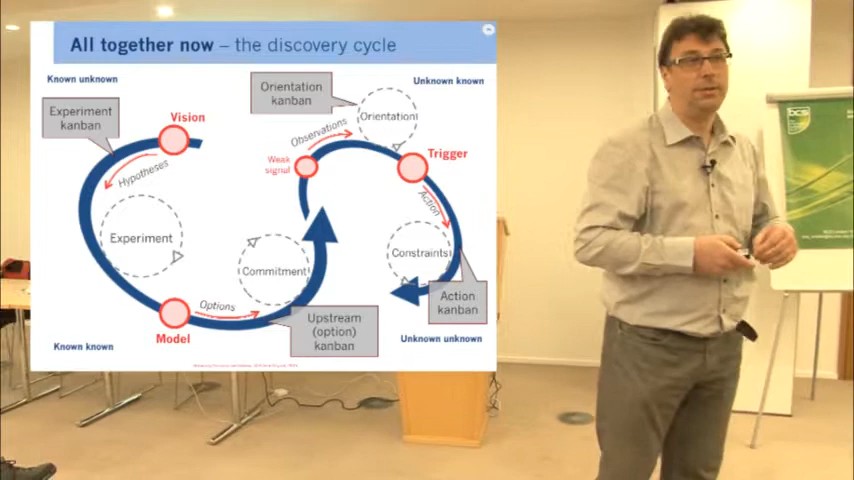 All together now – the discovery cycle
Known unknown
Unknown known
Orientation
kanban
Experiment
kanban
Vision
Observations
Orientation
Hypotheses
Weak
signal
Trigger
Action
Experiment
Commitment
Constraints
Options
Model
Upstream
(option)
kanban
Action
kanban
Known known
Unknown unknown
bcs